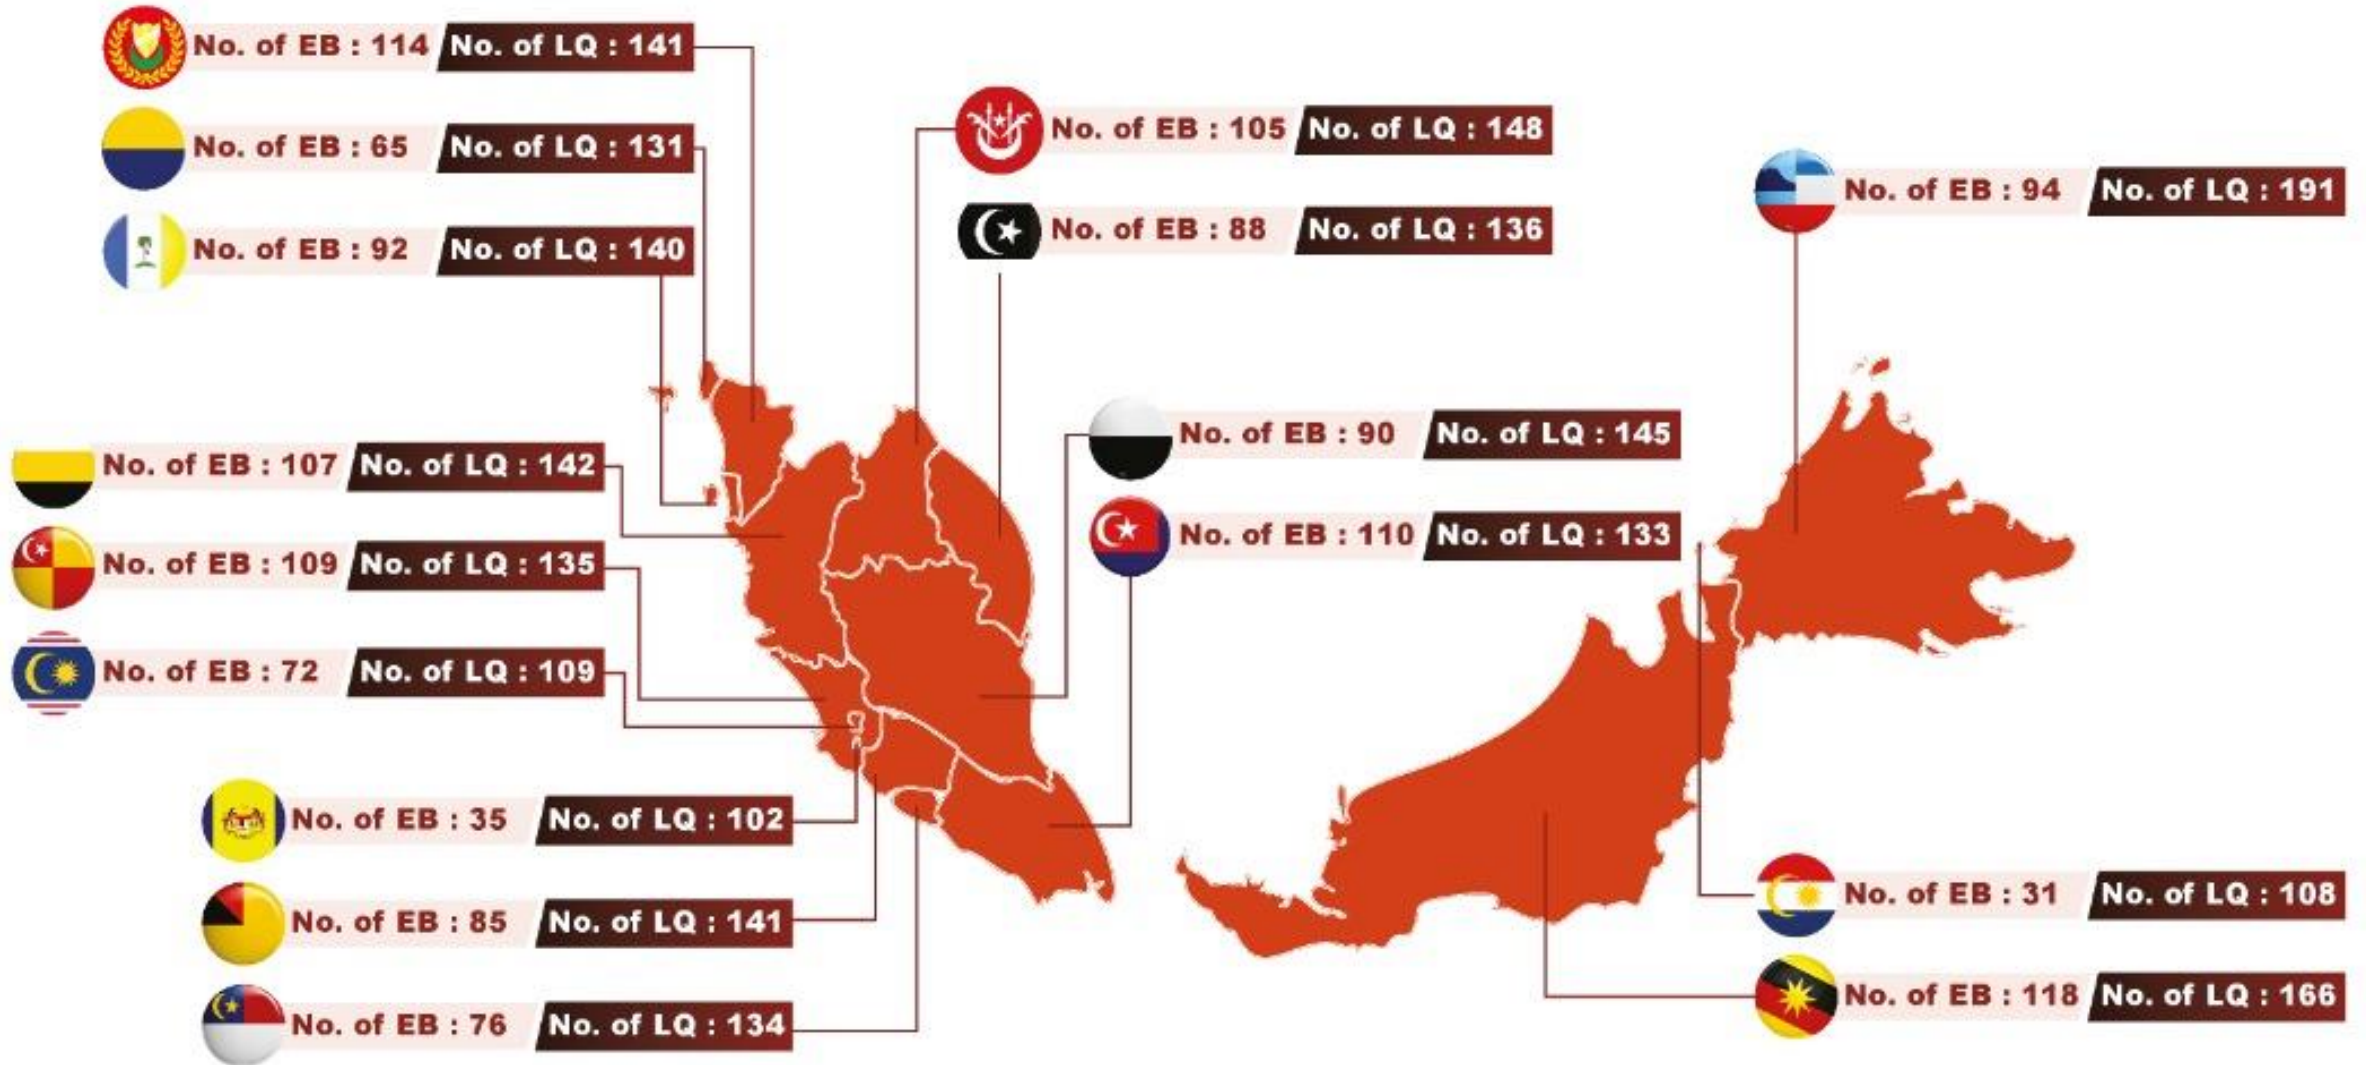 No. of EB : 114 No. of LQ : 141
No. of EB : 65 No. of LQ : 131
No. of EB : 92 No. of LQ : 140
No. of EB : 105 No. of LQ : 148
No. of EB : 88 No. of LQ : 136
No. of EB : 94 No. of LQ : 191
No. of EB : 107 No. of LQ : 142
No. of EB : 109 No. of LQ : 135
No. of EB : 72 No. of LQ : 109
No. of EB : 90 No. of LQ : 145
No. of EB : 110 No. of LQ : 133
No. of EB : 35 No. of LQ : 102
No. of EB : 85 No. of LQ : 141
No. of EB : 76 No. of LQ : 134
No. of EB : 31 No. of LQ : 108
No. of EB : 118 No. of LQ : 166